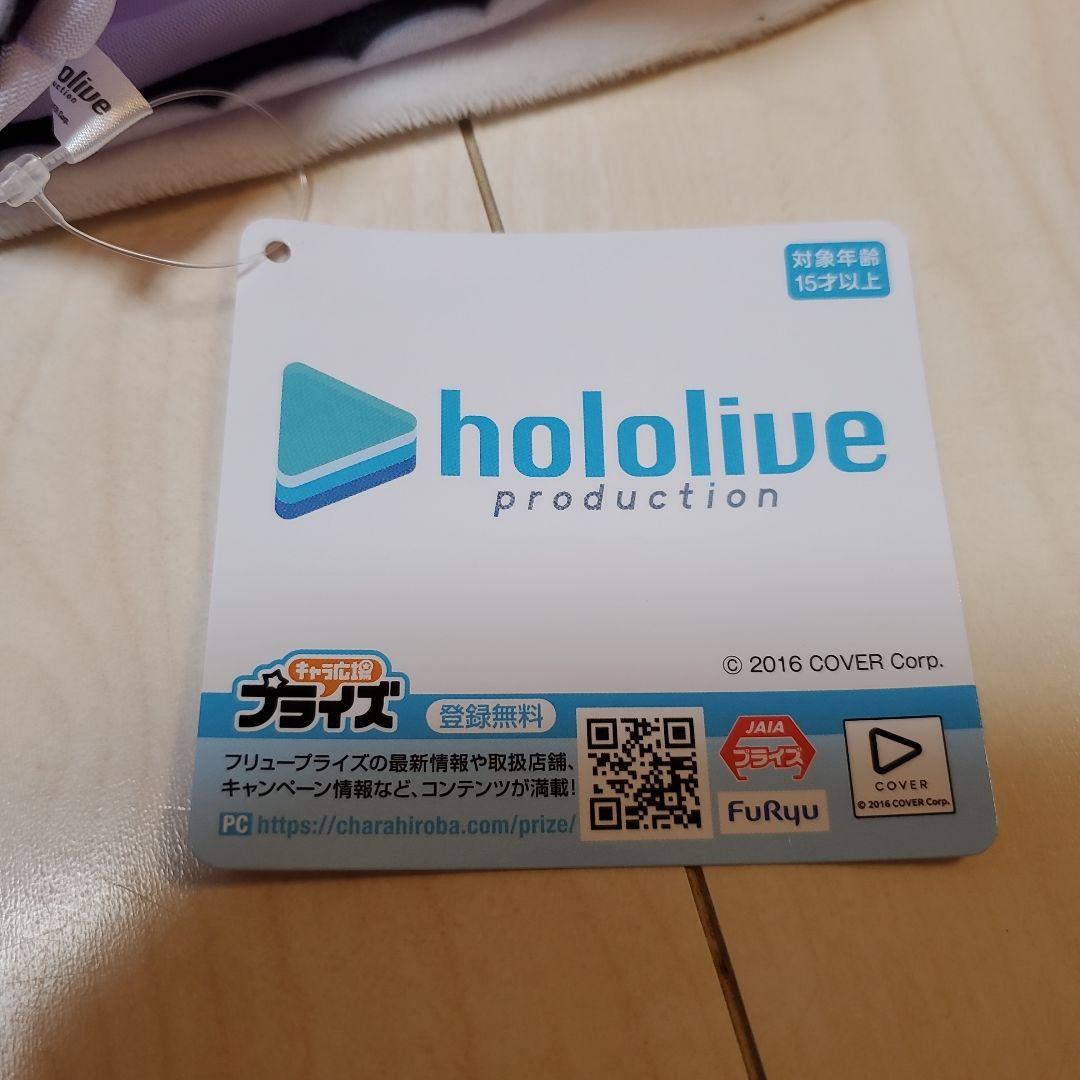 ololive
uction
Corp.
対象年齢
15才以上
hololive
production
© 2016 COVER Corp.
キャラ広場
プライズ
登録無料
フリュープライズの最新情報や取扱店舗、
キャンペーン情報など、コンテンツが満載!
PC https://charahiroba.com/prize/
JAIA
プライズ
FuRyu
COVER
© 2016 COVER Corp.